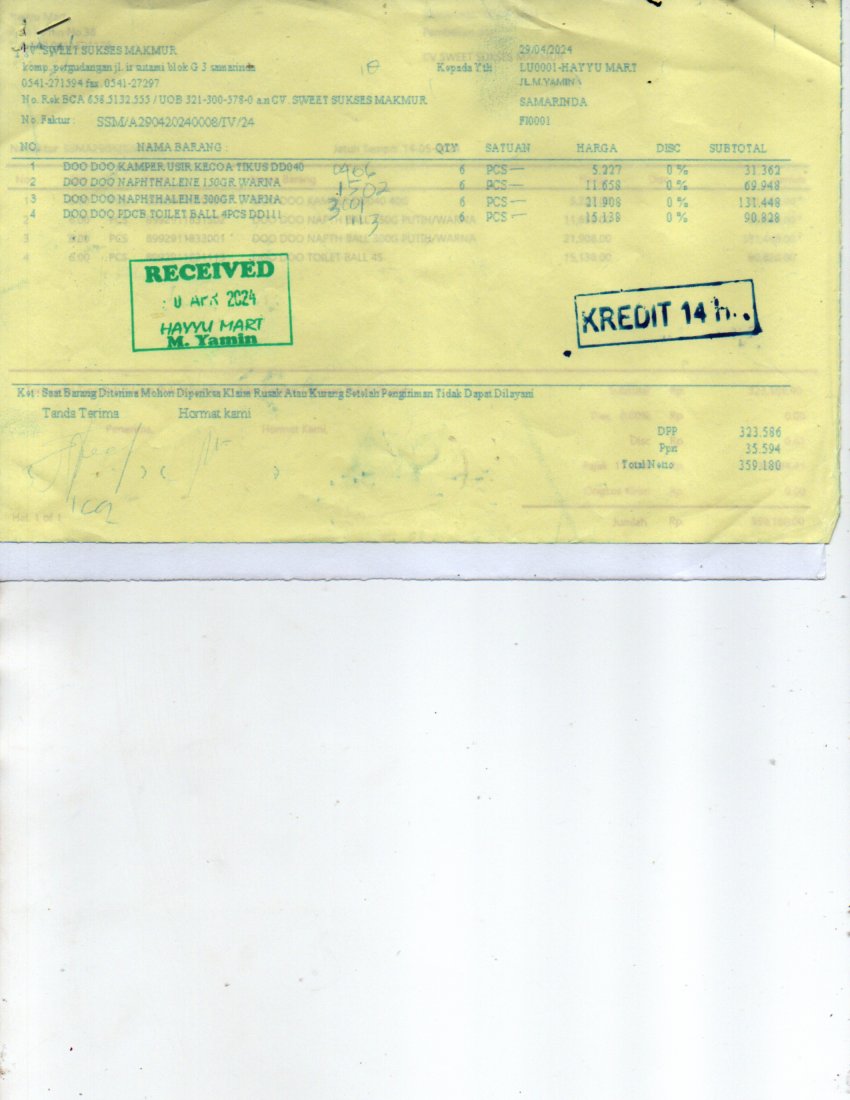 CV. SWEET SUKSES MAKMUR
komp. pergudangan jl. ir sutami blok G 3 samarinda
0541-271594 fax. 0541-27297
No. Rek BCA 658.5132.555 / UOB 321-300-578-0 a.n CV. SWEET SUKSES MAKMUR
No. Faktur : SSM/A290420240008/IV/24
29/04/2024
Kepada Yth LU0001-HAYYU MART
JL.M.YAMIN
SAMARINDA
FI0001
NO. NAMA BARANG : QTY SATUAN HARGA DISC SUBTOTAL
1 DOO DOO KAMPER USIR KECOA TIKUS DD040 0406 6 PCS 5.227 0 % 31.362
2 DOO DOO NAPHTHALENE 150GR WARNA 1502 6 PCS 11.658 0 % 69.948
3 DOO DOO NAPHTHALENE 300GR WARNA 6 PCS 21.908 0 % 131.448
4 DOO DOO PDCB TOILET BALL 4PCS DD111 6 PCS 15.138 0 % 90.828
RECEIVED
2024
HAYYU MART
M. Yamin
KREDIT 14 h
Ket : Saat Barang Diterima Mohon Diperiksa Klaim Rusak Atau Kurang Setelah Pengiriman Tidak Dapat Dilayani
Tanda Terima Hormat kami
DPP 323.586
Ppn 35.594
Total Netto 359.180